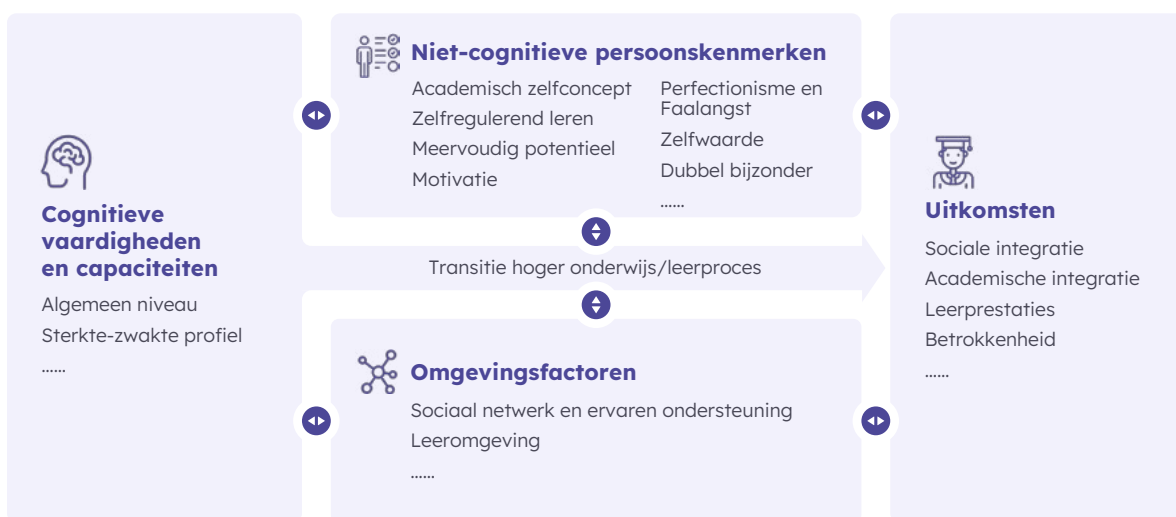 Cognitieve
vaardigheden
en capaciteiten
Algemeen niveau
Sterkte-zwakte profiel
......
Niet-cognitieve persoonskenmerken
Academisch zelfconcept
Zelfregulerend leren
Meervoudig potentieel
Motivatie
Perfectionisme en
Faalangst
Zelfwaarde
Dubbel bijzonder
......
Transitie hoger onderwijs/leerproces
Omgevingsfactoren
Sociaal netwerk en ervaren ondersteuning
Leeromgeving
......
Uitkomsten
Sociale integratie
Academische integratie
Leerprestaties
Betrokkenheid
......